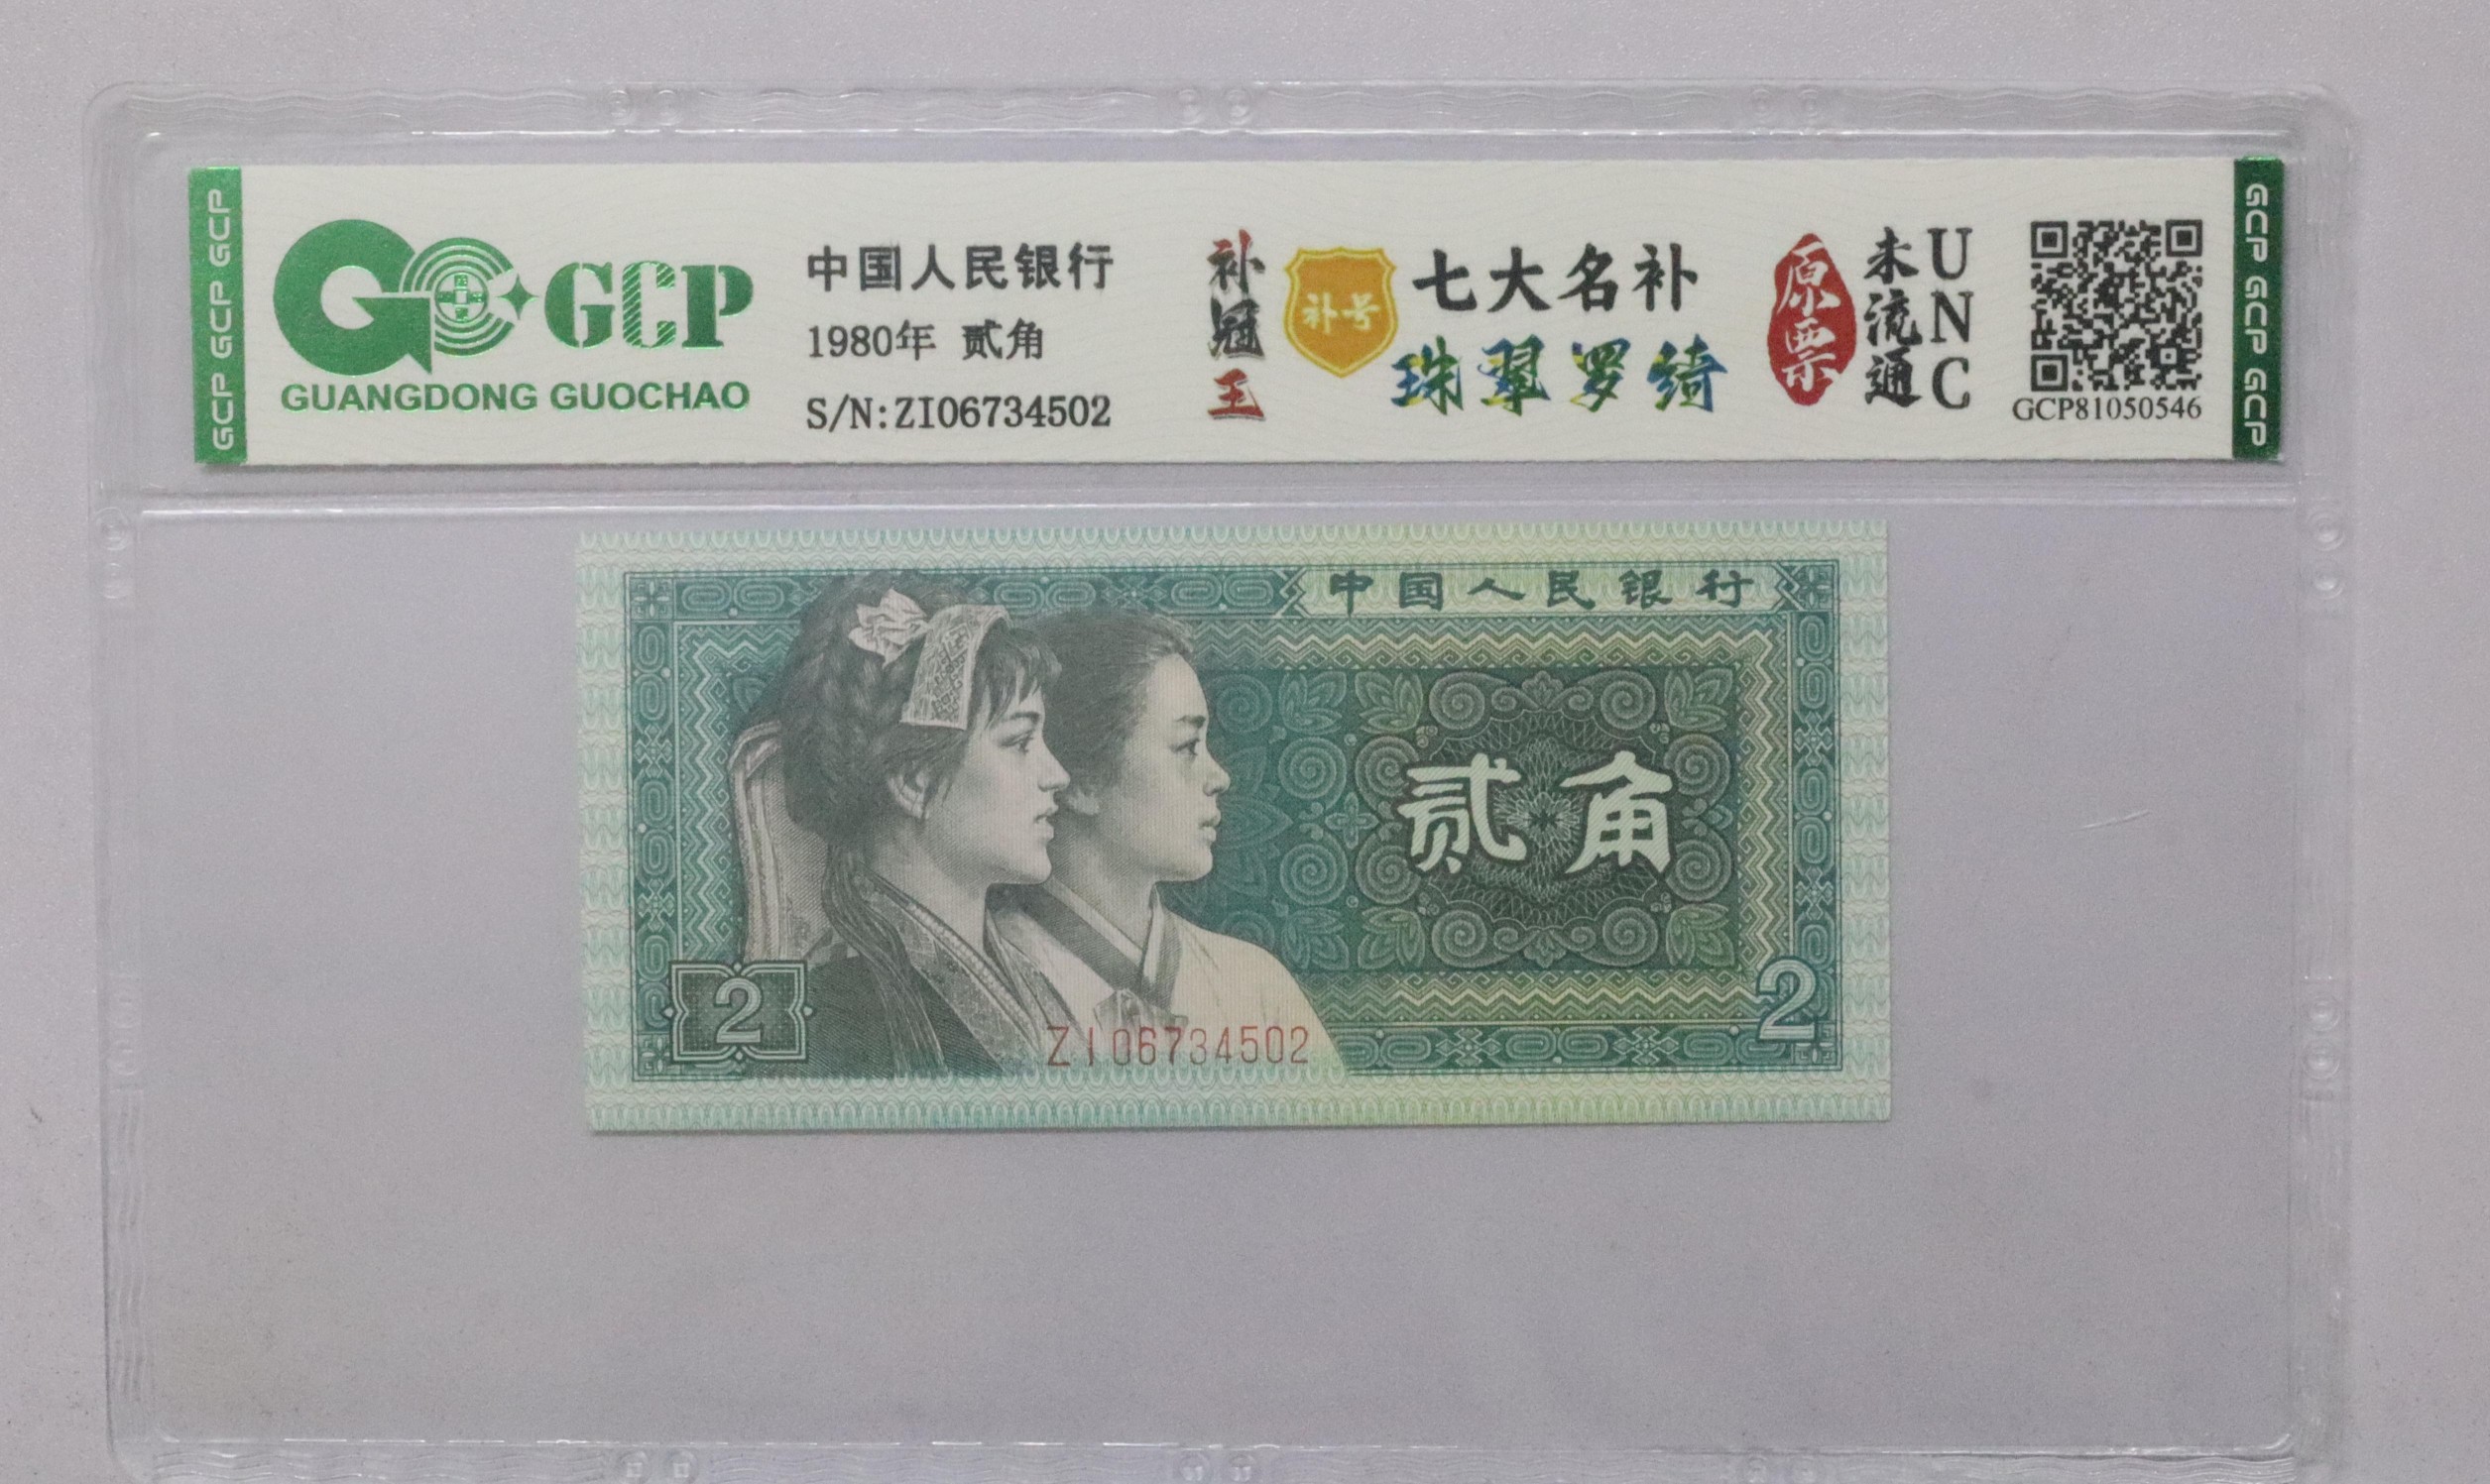 GCP GCP GCP
GCP
GUANGDONG GUOCHAO
中国人民银行
1980年 贰角
S/N:ZI06734502
补冠王
补号
七大名补
珠翠罗绮
原票
未流通
UNC
GCP81050546
GCP GCP GCP
中国人民银行
贰角
2
2
ZI06734502